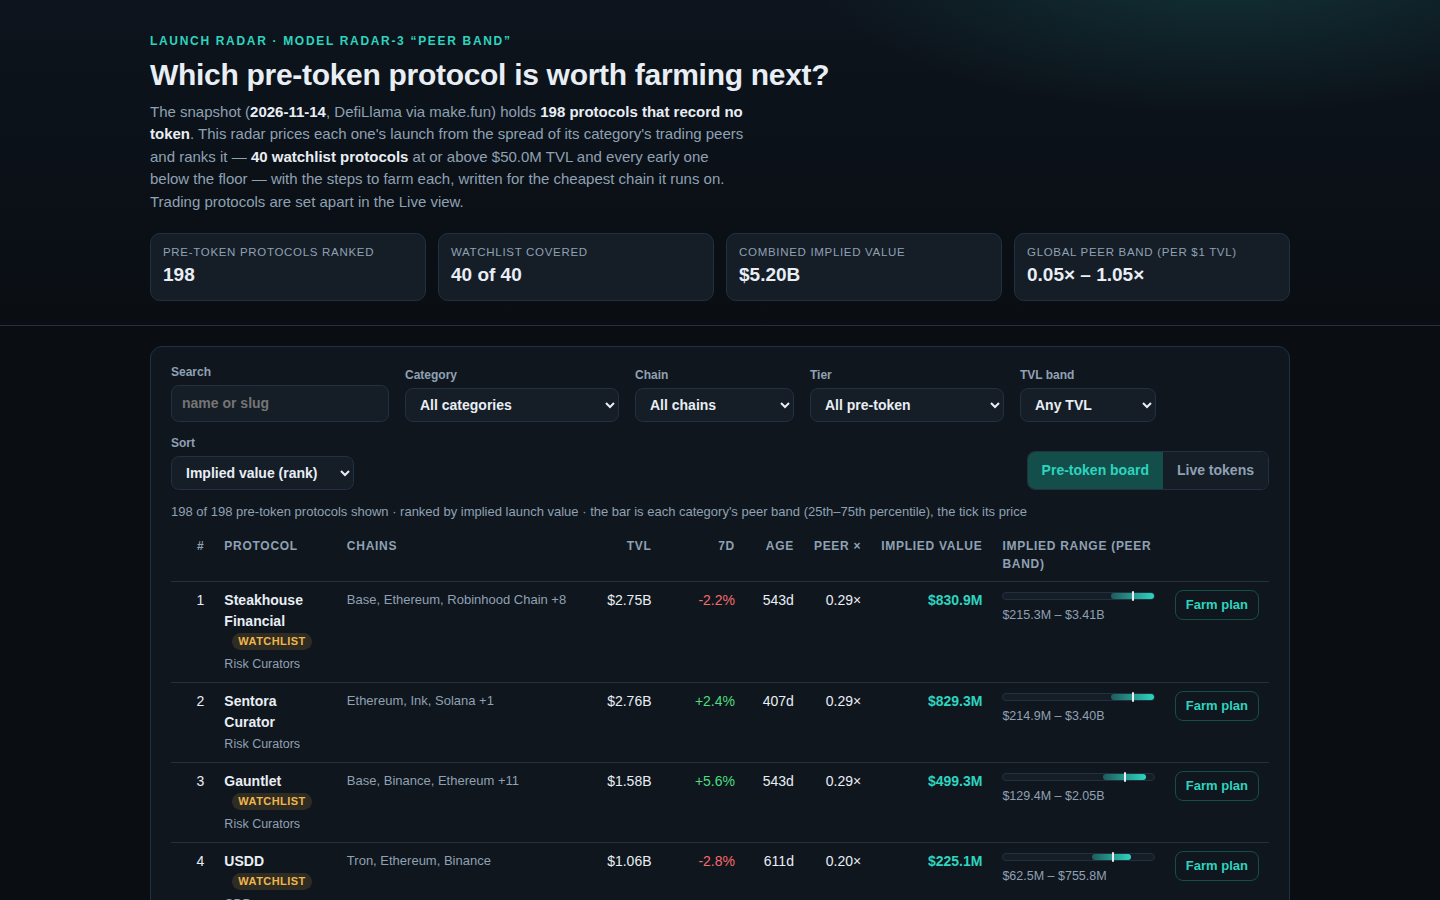 LAUNCH RADAR · MODEL RADAR-3 “PEER BAND”
Which pre-token protocol is worth farming next?
The snapshot (2026-11-14, DefiLlama via make.fun) holds 198 protocols that record no
token. This radar prices each one's launch from the spread of its category's trading peers
and ranks it — 40 watchlist protocols at or above $50.0M TVL and every early one
below the floor — with the steps to farm each, written for the cheapest chain it runs on.
Trading protocols are set apart in the Live view.
PRE-TOKEN PROTOCOLS RANKED
198
WATCHLIST COVERED
40 of 40
COMBINED IMPLIED VALUE
$5.20B
GLOBAL PEER BAND (PER $1 TVL)
0.05× – 1.05×
Search
name or slug
Category
All categories
Chain
All chains
Tier
All pre-token
TVL band
Any TVL
Sort
Implied value (rank)
Pre-token board Live tokens
198 of 198 pre-token protocols shown · ranked by implied launch value · the bar is each category's peer band (25th–75th percentile), the tick its price
# PROTOCOL CHAINS TVL 7D AGE PEER × IMPLIED VALUE IMPLIED RANGE (PEER
BAND)
1 Steakhouse Base, Ethereum, Robinhood Chain +8 $2.75B -2.2% 543d 0.29× $830.9M Farm plan
Financial $215.3M – $3.41B
WATCHLIST
Risk Curators
2 Sentora Ethereum, Ink, Solana +1 $2.76B +2.4% 407d 0.29× $829.3M Farm plan
Curator $214.9M – $3.40B
Risk Curators
3 Gauntlet Base, Binance, Ethereum +11 $1.58B +5.6% 543d 0.29× $499.3M Farm plan
WATCHLIST $129.4M – $2.05B
Risk Curators
4 USDD Tron, Ethereum, Binance $1.06B -2.8% 611d 0.20× $225.1M Farm plan
WATCHLIST $62.5M – $755.8M